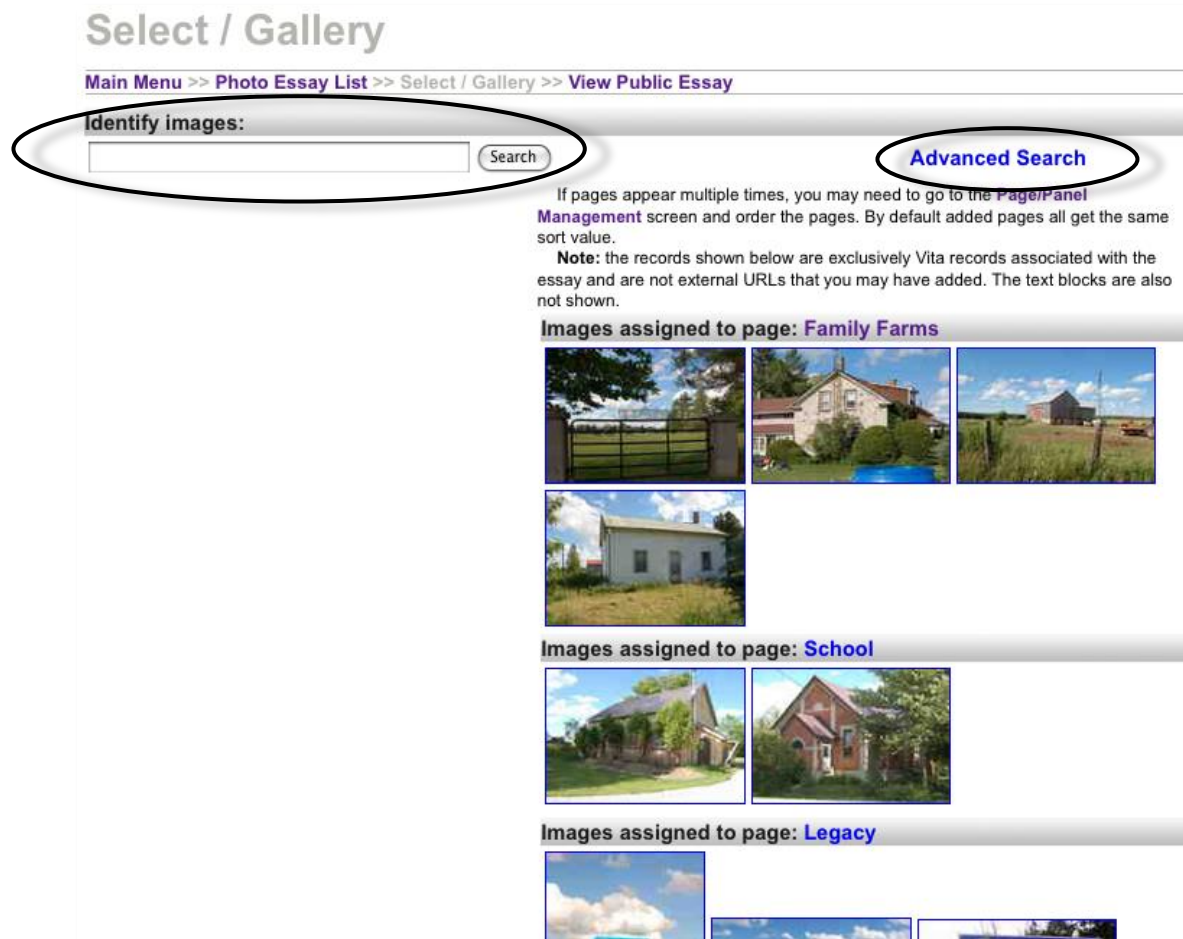 Select / Gallery
Main Menu >> Photo Essay List >> Select / Gallery >> View Public Essay
Identify images:
Search
Advanced Search
If pages appear multiple times, you may need to go to the Page/Panel
Management screen and order the pages. By default added pages all get the same
sort value.
Note: the records shown below are exclusively Vita records associated with the
essay and are not external URLs that you may have added. The text blocks are also
not shown.
Images assigned to page: Family Farms
Images assigned to page: School
Images assigned to page: Legacy